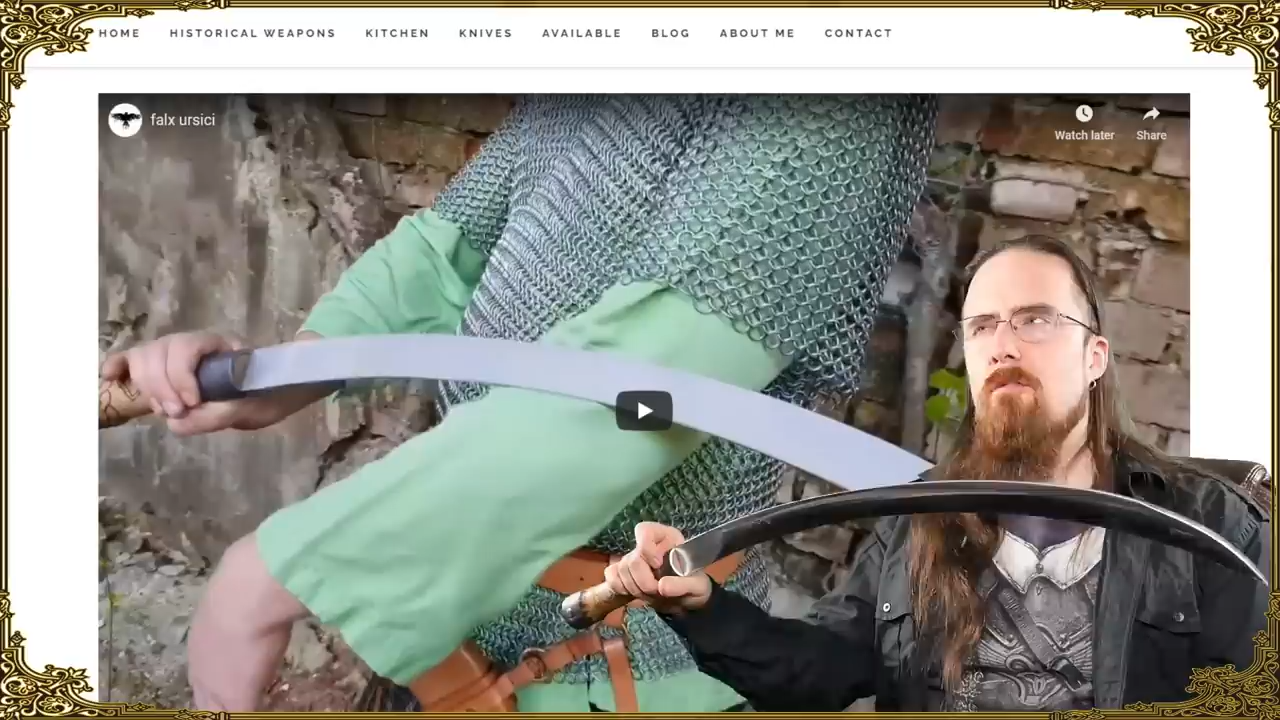 HOME HISTORICAL WEAPONS KITCHEN KNIVES AVAILABLE BLOG ABOUT ME CONTACT
falx ursici
Watch later Share